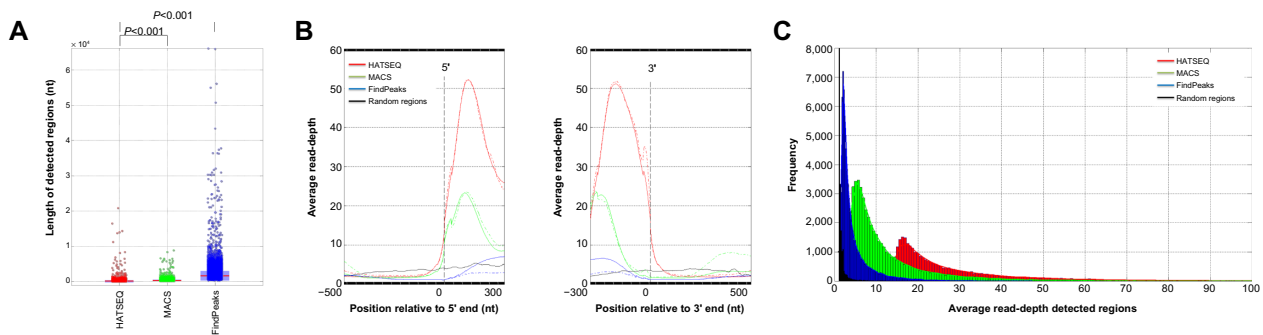 A
P<0.001
P<0.001
× 10⁴
Length of detected regions (nt)
6
5
4
3
2
1
0
HATSEQ
MACS
FindPeaks
B
60
50
40
30
20
10
0
Average read-depth
5'
HATSEQ
MACS
FindPeaks
Random regions
−500
0
300
Position relative to 5' end (nt)
60
50
40
30
20
10
0
Average read-depth
3'
−300
0
500
Position relative to 3' end (nt)
C
8,000
7,000
6,000
5,000
4,000
3,000
2,000
1,000
0
Frequency
HATSEQ
MACS
FindPeaks
Random regions
0 10 20 30 40 50 60 70 80 90 100
Average read-depth detected regions